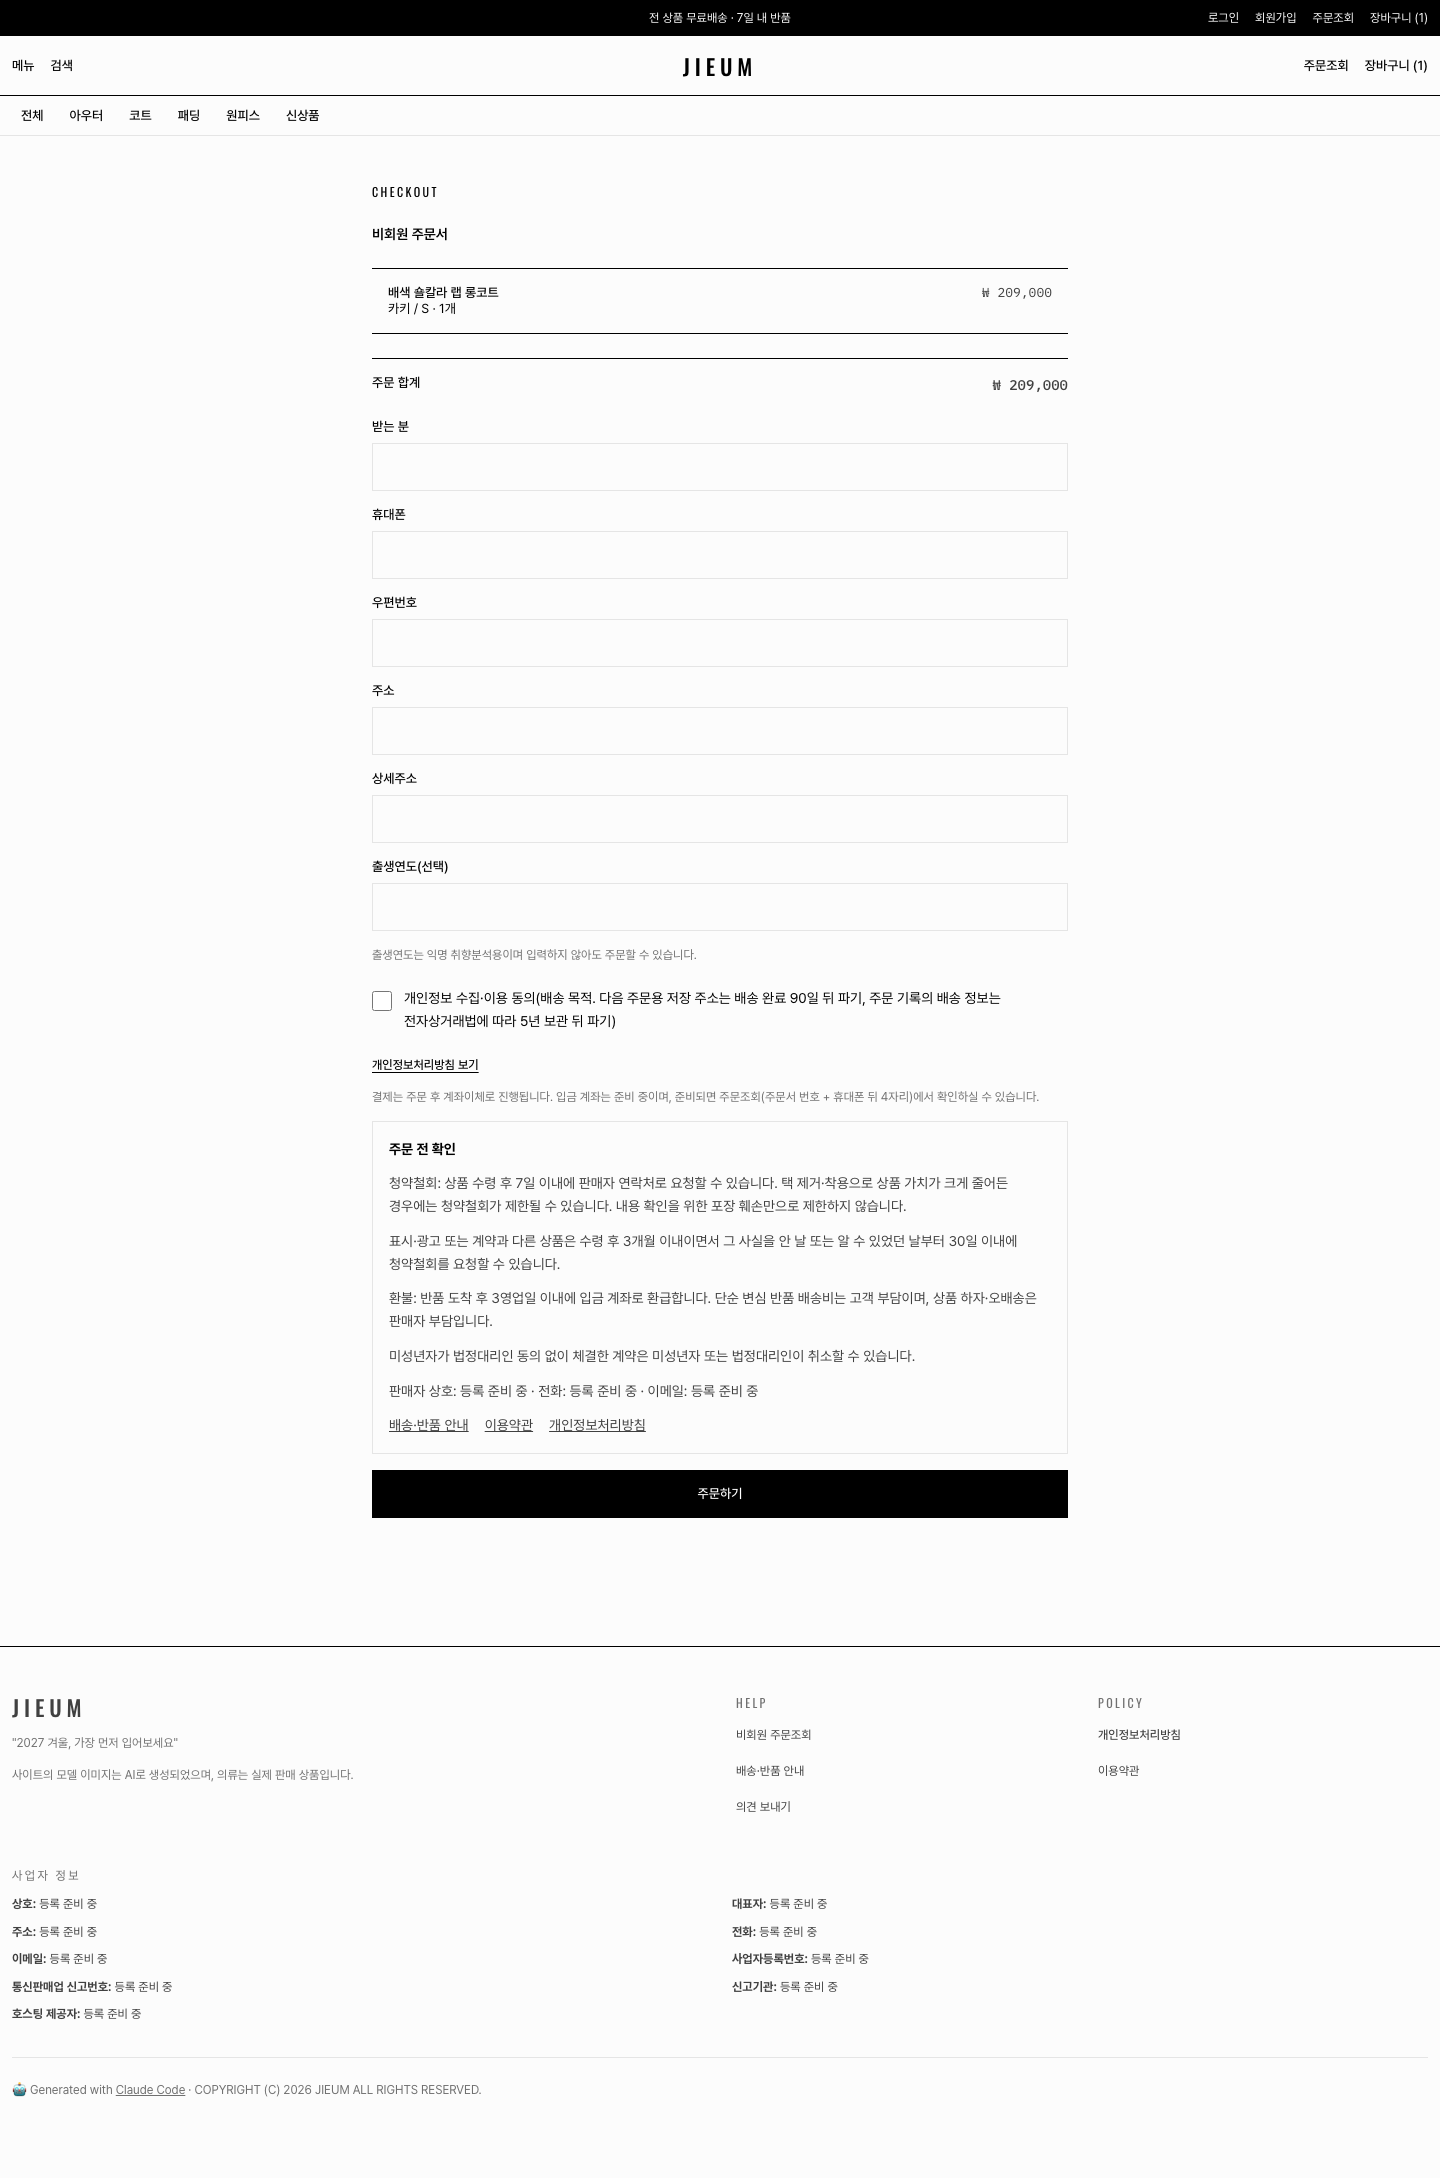 전 상품 무료배송 · 7일 내 반품
로그인 회원가입 주문조회 장바구니 (1)
메뉴 검색
JIEUM
주문조회 장바구니 (1)
전체 아우터 코트 패딩 원피스 신상품
CHECKOUT
비회원 주문서
배색 숄칼라 랩 롱코트
₩ 209,000
카키 / S · 1개
주문 합계
₩ 209,000
받는 분
휴대폰
우편번호
주소
상세주소
출생연도(선택)
출생연도는 익명 취향분석용이며 입력하지 않아도 주문할 수 있습니다.
개인정보 수집·이용 동의(배송 목적. 다음 주문용 저장 주소는 배송 완료 90일 뒤 파기, 주문 기록의 배송 정보는
전자상거래법에 따라 5년 보관 뒤 파기)
개인정보처리방침 보기
결제는 주문 후 계좌이체로 진행됩니다. 입금 계좌는 준비 중이며, 준비되면 주문조회(주문서 번호 + 휴대폰 뒤 4자리)에서 확인하실 수 있습니다.
주문 전 확인
청약철회: 상품 수령 후 7일 이내에 판매자 연락처로 요청할 수 있습니다. 택 제거·착용으로 상품 가치가 크게 줄어든
경우에는 청약철회가 제한될 수 있습니다. 내용 확인을 위한 포장 훼손만으로 제한하지 않습니다.
표시·광고 또는 계약과 다른 상품은 수령 후 3개월 이내이면서 그 사실을 안 날 또는 알 수 있었던 날부터 30일 이내에
청약철회를 요청할 수 있습니다.
환불: 반품 도착 후 3영업일 이내에 입금 계좌로 환급합니다. 단순 변심 반품 배송비는 고객 부담이며, 상품 하자·오배송은
판매자 부담입니다.
미성년자가 법정대리인 동의 없이 체결한 계약은 미성년자 또는 법정대리인이 취소할 수 있습니다.
판매자 상호: 등록 준비 중 · 전화: 등록 준비 중 · 이메일: 등록 준비 중
배송·반품 안내 이용약관 개인정보처리방침
주문하기
JIEUM
"2027 겨울, 가장 먼저 입어보세요"
사이트의 모델 이미지는 AI로 생성되었으며, 의류는 실제 판매 상품입니다.
HELP
비회원 주문조회
배송·반품 안내
의견 보내기
POLICY
개인정보처리방침
이용약관
사업자 정보
상호: 등록 준비 중
대표자: 등록 준비 중
주소: 등록 준비 중
전화: 등록 준비 중
이메일: 등록 준비 중
사업자등록번호: 등록 준비 중
통신판매업 신고번호: 등록 준비 중
신고기관: 등록 준비 중
호스팅 제공자: 등록 준비 중
Generated with Claude Code · COPYRIGHT (C) 2026 JIEUM ALL RIGHTS RESERVED.